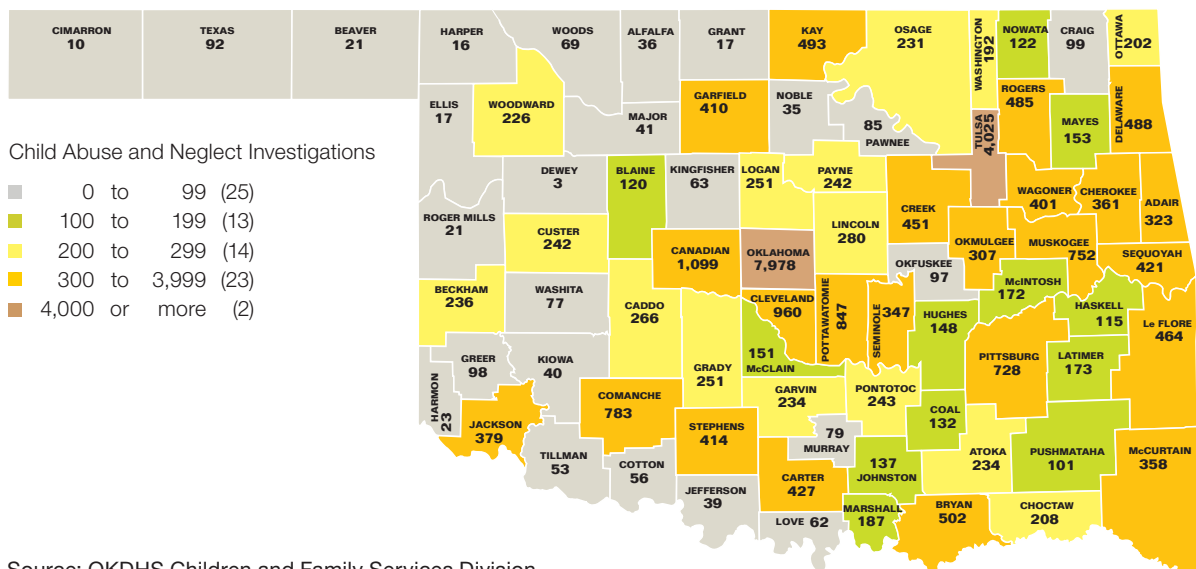 CIMARRON
10
TEXAS
92
BEAVER
21
HARPER
16
WOODS
69
ALFALFA
36
GRANT
17
KAY
493
OSAGE
231
WASHINGTON
192
NOWATA
122
CRAIG
99
OTTAWA
202
ELLIS
17
WOODWARD
226
MAJOR
41
GARFIELD
410
NOBLE
35
85
PAWNEE
TULSA
4,025
ROGERS
485
MAYES
153
DELAWARE
488
Child Abuse and Neglect Investigations
0 to 99 (25)
100 to 199 (13)
200 to 299 (14)
300 to 3,999 (23)
4,000 or more (2)
DEWEY
3
BLAINE
120
KINGFISHER
63
LOGAN
251
PAYNE
242
CREEK
451
WAGONER
401
CHEROKEE
361
ADAIR
323
ROGER MILLS
21
CUSTER
242
CANADIAN
1,099
OKLAHOMA
7,978
LINCOLN
280
OKFUSKEE
97
OKMULGEE
307
MUSKOGEE
752
SEQUOYAH
421
BECKHAM
236
WASHITA
77
CADDO
266
CLEVELAND
960
POTTAWATOMIE
847
SEMINOLE
347
HUGHES
148
McINTOSH
172
HASKELL
115
Le FLORE
464
GREER
98
KIOWA
40
GRADY
251
151
McCLAIN
PITTSBURG
728
LATIMER
173
HARMON
23
JACKSON
379
COMANCHE
783
STEPHENS
414
GARVIN
234
PONTOTOC
243
COAL
132
79
MURRAY
ATOKA
234
PUSHMATAHA
101
McCURTAIN
358
TILLMAN
53
COTTON
56
JEFFERSON
39
CARTER
427
137
JOHNSTON
LOVE 62
MARSHALL
187
BRYAN
502
CHOCTAW
208
Source: OKDHS Children and Family Services Division